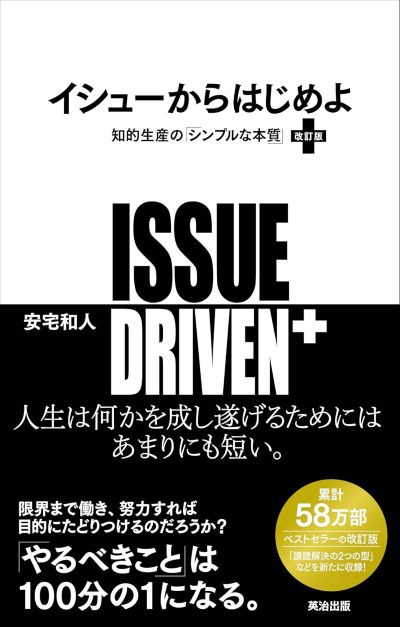 イシューからはじめよ
知的生産の「シンプルな本質」 改訂版
ISSUE
DRIVEN+
安宅和人
人生は何かを成し遂げるためには
あまりにも短い。
限界まで働き、努力すれば
目的にたどりつけるのだろうか?
「やるべきこと」は
100分の1になる。
累計
58万部
ベストセラーの改訂版
「課題解決の2つの型」
などを新たに収録!
英治出版